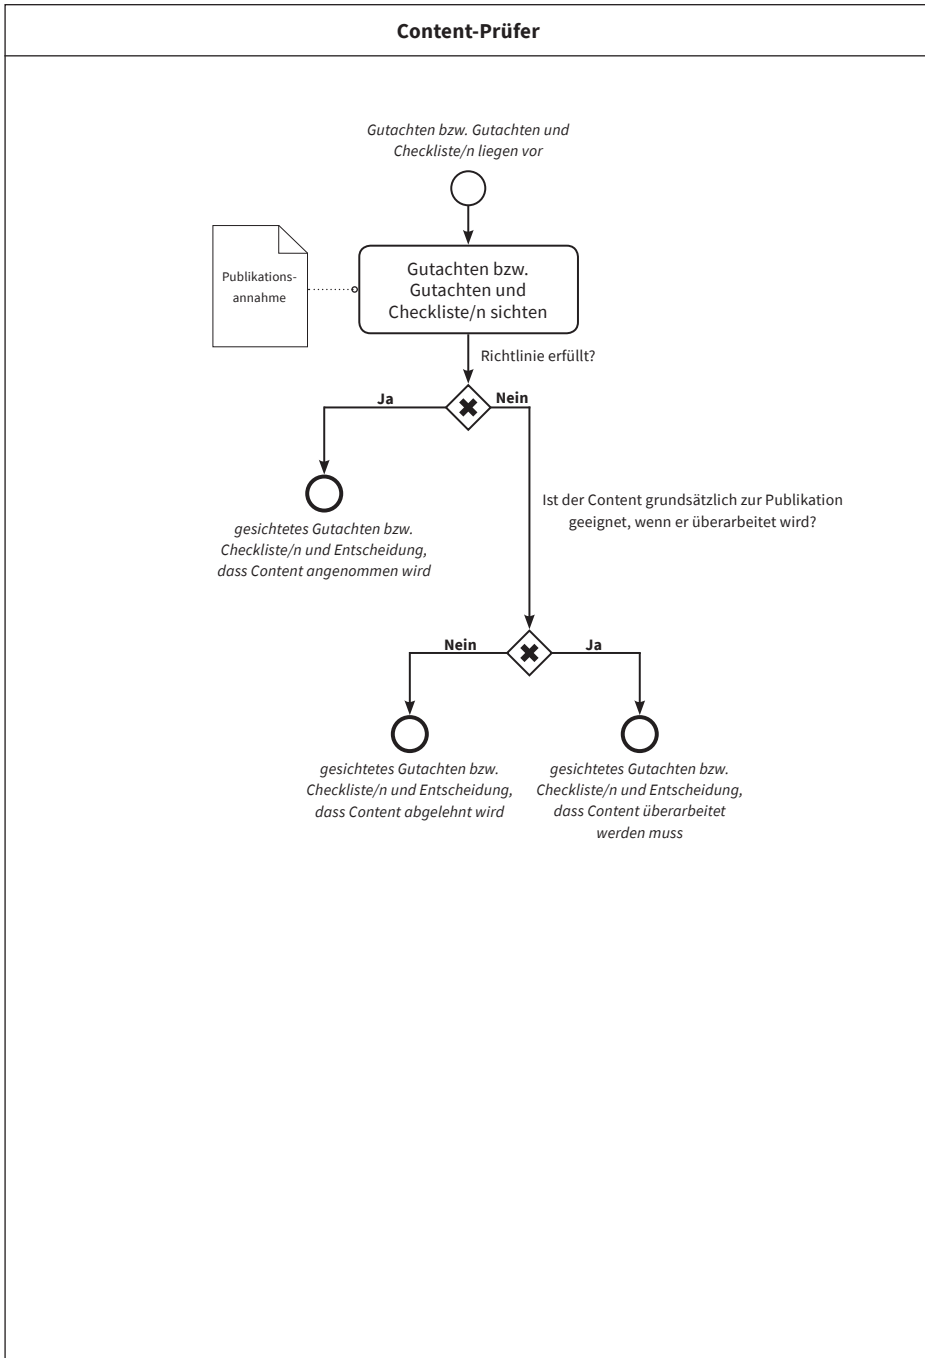 Content-Prüfer
Gutachten bzw. Gutachten und
Checkliste/n liegen vor
Publikations-
annahme
Gutachten bzw.
Gutachten und
Checkliste/n sichten
Richtlinie erfüllt?
Ja
Nein
gesichtetes Gutachten bzw.
Checkliste/n und Entscheidung,
dass Content angenommen wird
Ist der Content grundsätzlich zur Publikation
geeignet, wenn er überarbeitet wird?
Nein
Ja
gesichtetes Gutachten bzw.
Checkliste/n und Entscheidung,
dass Content abgelehnt wird
gesichtetes Gutachten bzw.
Checkliste/n und Entscheidung,
dass Content überarbeitet
werden muss